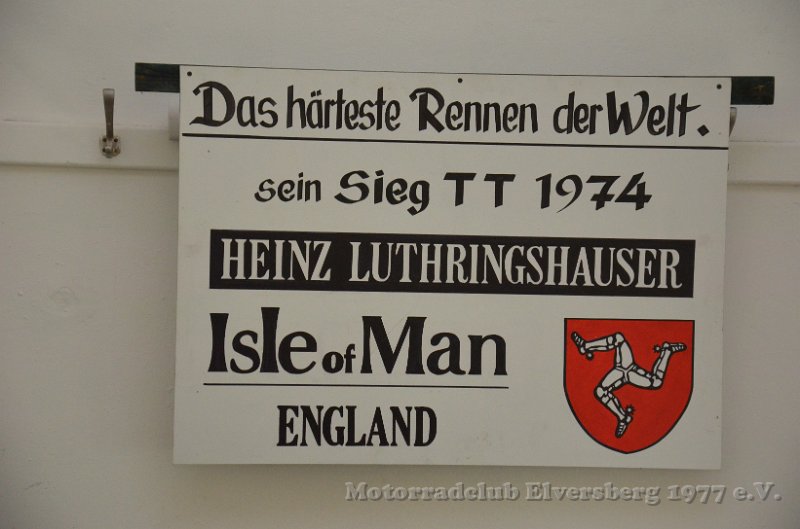 Das härteste Rennen der Welt.
sein Sieg TT 1974
HEINZ LUTHRINGSHAUSER
Isle of Man
ENGLAND
Motorradclub Elversberg 1977 e.V.